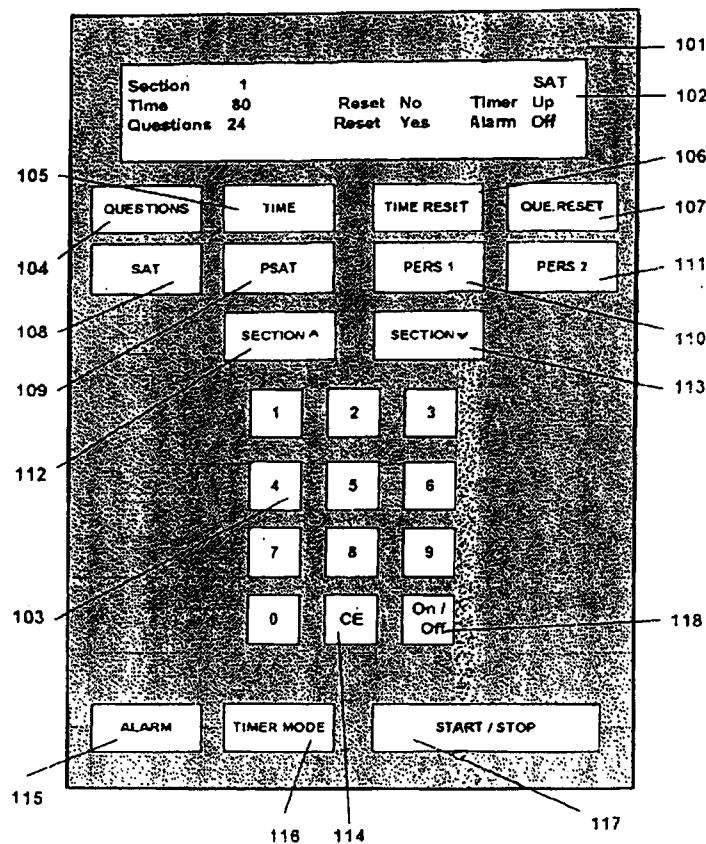 101
Section 1 SAT
102
Time 80 Reset No Timer Up
Questions 24 Reset Yes Alarm Off
105
106
QUESTIONS TIME TIME RESET QUE.RESET
107
104
SAT PSAT PERS 1 PERS 2
111
108
110
SECTION ^ SECTION v
109
113
112
1 2 3
4 5 6
7 8 9
103
0 CE On / Off
118
ALARM TIMER MODE START / STOP
115
116 114 117